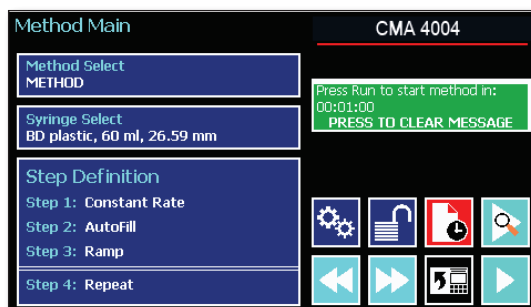 Method Main
CMA 4004
Method Select
METHOD
Press Run to start method in:
00:01:00
PRESS TO CLEAR MESSAGE
Syringe Select
BD plastic, 60 ml, 26.59 mm
Step Definition
Step 1: Constant Rate
Step 2: AutoFill
Step 3: Ramp
Step 4: Repeat